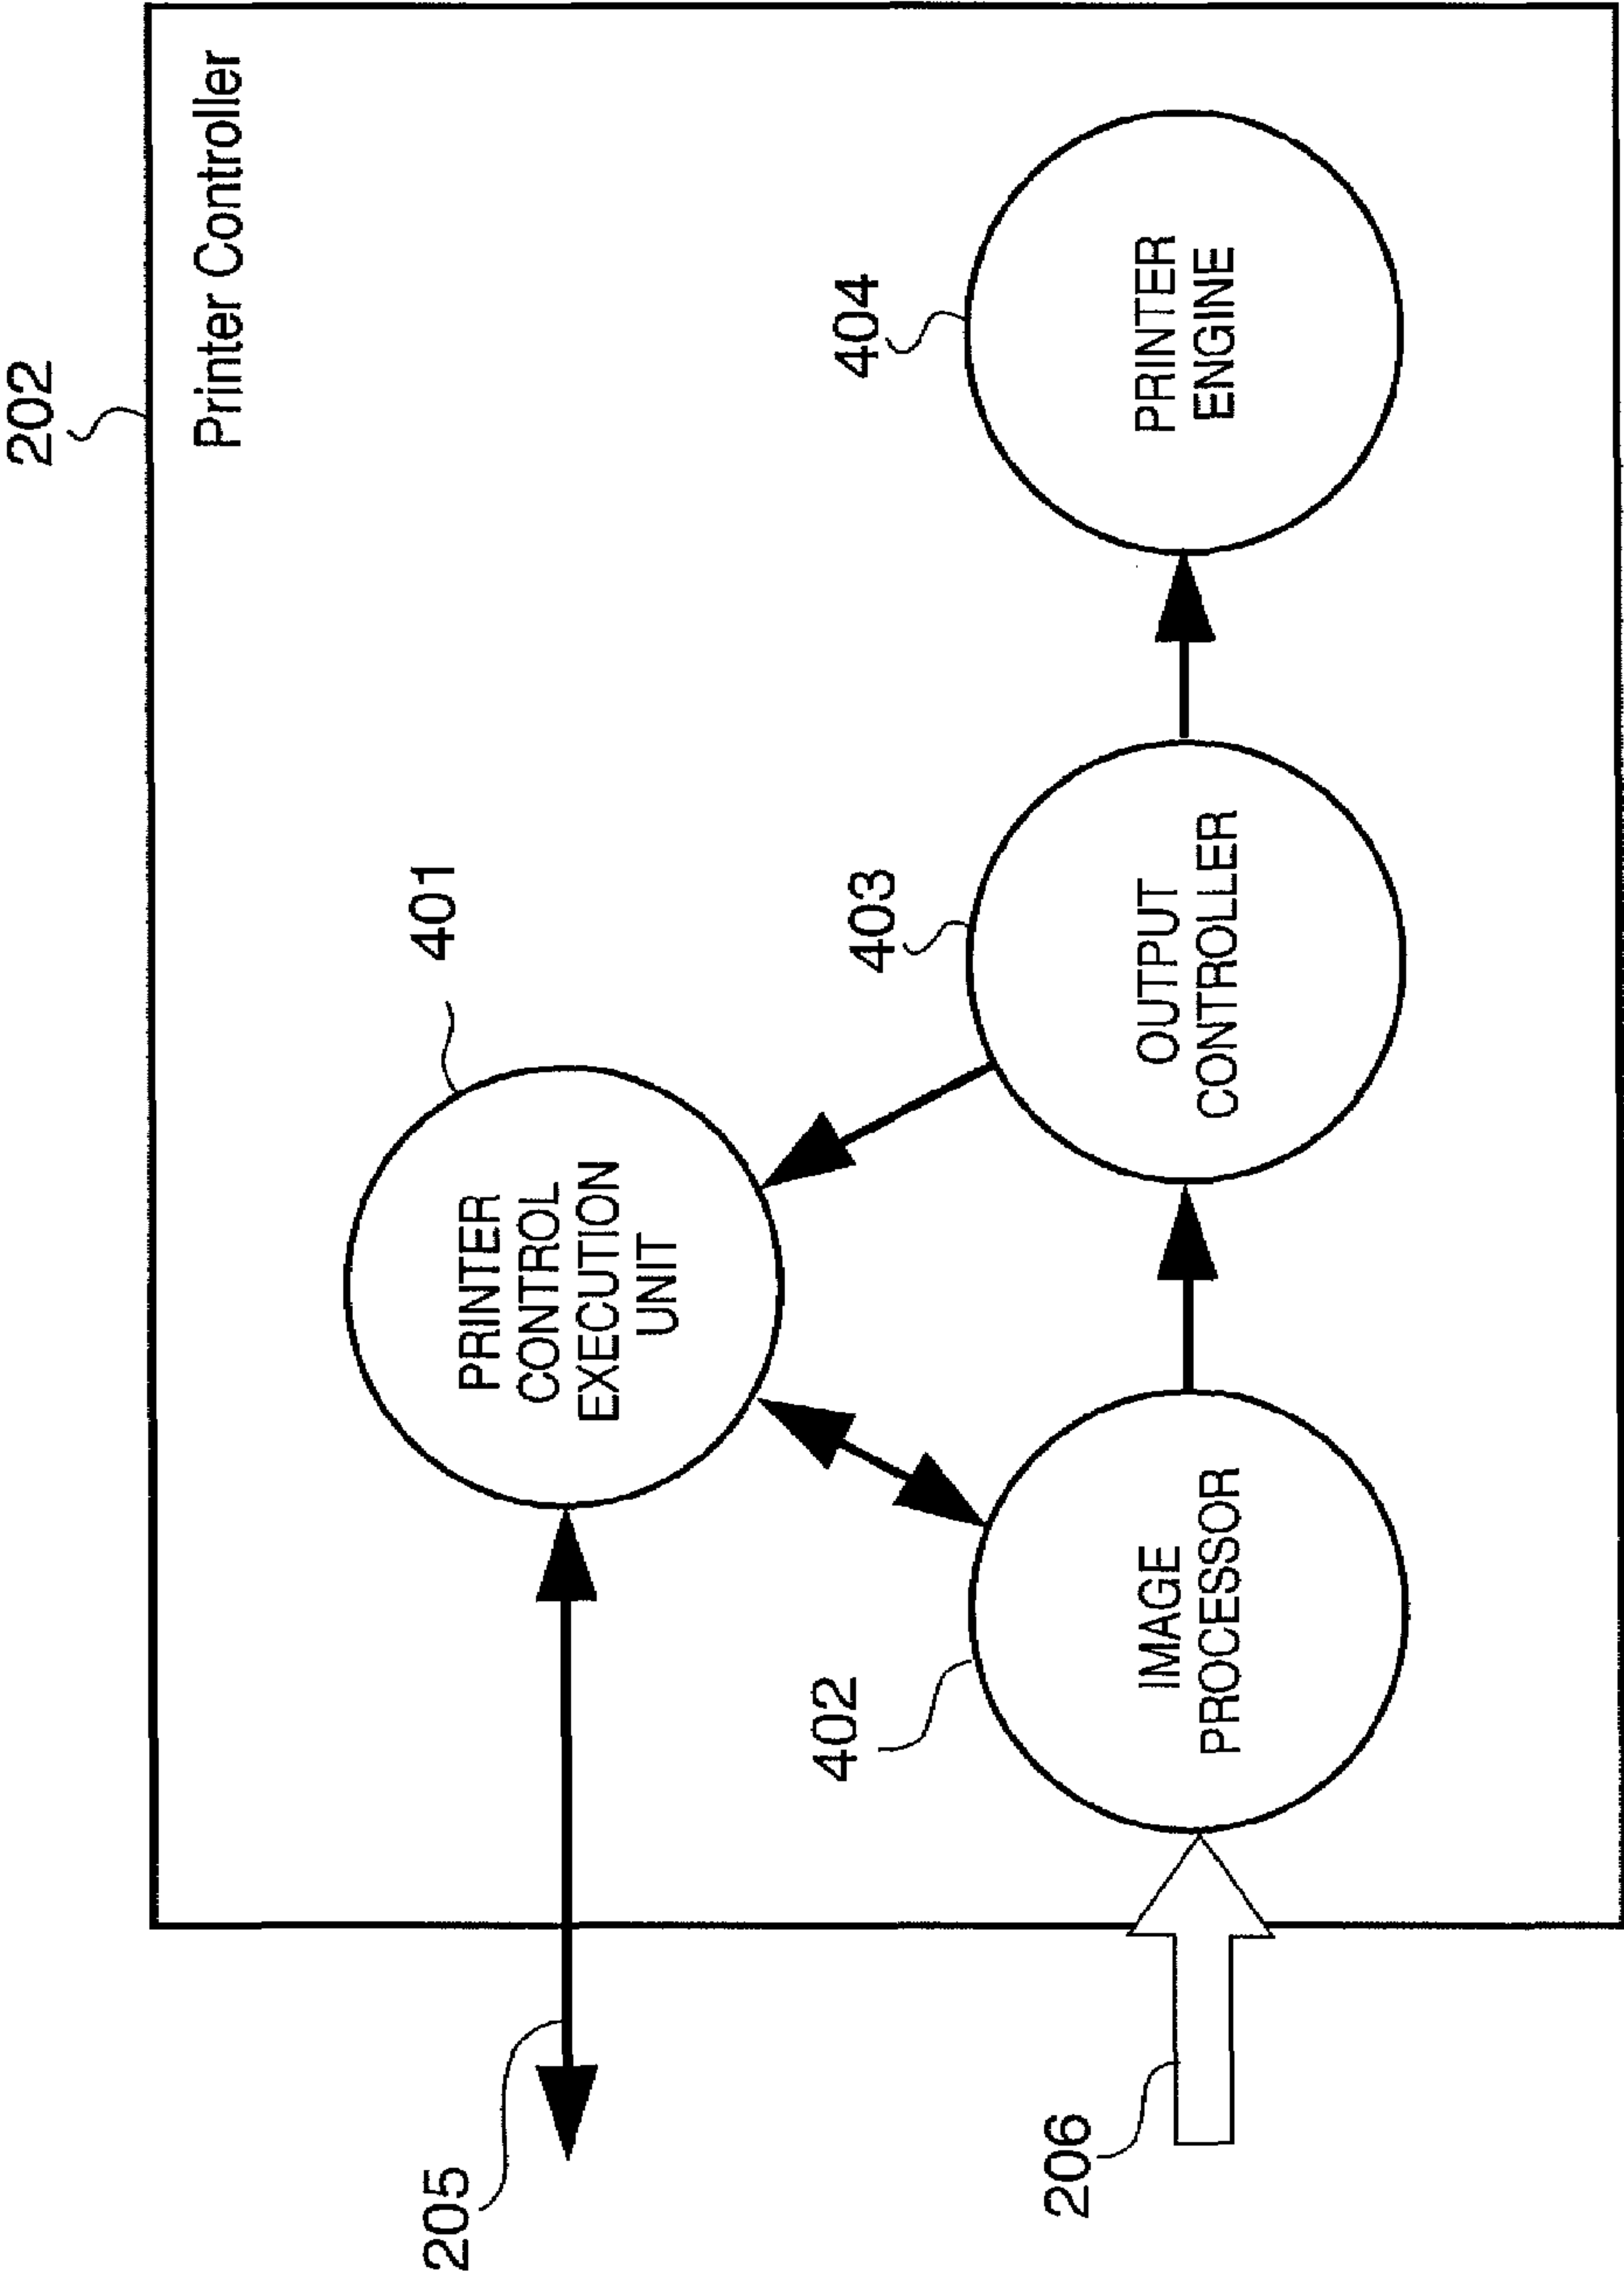 202
Printer Controller
205
401
PRINTER
CONTROL
EXECUTION
UNIT
206
402
IMAGE
PROCESSOR
403
OUTPUT
CONTROLLER
404
PRINTER
ENGINE